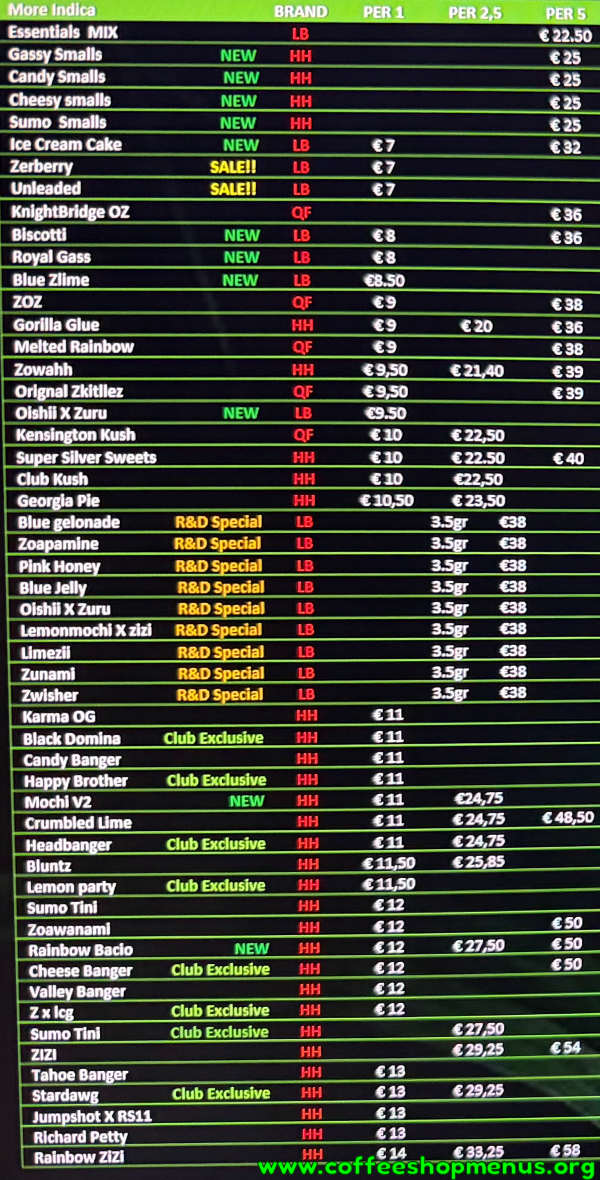 More Indica BRAND PER 1 PER 2,5 PER 5
Essentials MIX LB € 22.50
Gassy Smalls NEW HH € 25
Candy Smalls NEW HH € 25
Cheesy smalls NEW HH € 25
Sumo Smalls NEW HH € 25
Ice Cream Cake NEW LB € 7 € 32
Zerberry SALE!! LB € 7
Unleaded SALE!! LB € 7
KnightBridge OZ QF € 36
Biscotti NEW LB € 8 € 36
Royal Gass NEW LB € 8
Blue Zlime NEW LB €8.50
ZOZ QF € 9 € 38
Gorilla Glue HH € 9 € 20 € 36
Melted Rainbow QF € 9 € 38
Zowahh HH € 9,50 € 21,40 € 39
Orignal Zkitllez QF € 9,50 € 39
Oishii X Zuru NEW LB €9.50
Kensington Kush QF € 10 € 22,50
Super Silver Sweets HH € 10 € 22.50 € 40
Club Kush HH € 10 €22,50
Georgia Pie HH € 10,50 € 23,50
Blue gelonade R&D Special LB 3.5gr €38
Zoapamine R&D Special LB 3.5gr €38
Pink Honey R&D Special LB 3.5gr €38
Blue Jelly R&D Special LB 3.5gr €38
Oishii X Zuru R&D Special LB 3.5gr €38
Lemonmochi X zizi R&D Special LB 3.5gr €38
Limezii R&D Special LB 3.5gr €38
Zunami R&D Special LB 3.5gr €38
Zwisher R&D Special LB 3.5gr €38
Karma OG HH € 11
Black Domina Club Exclusive HH € 11
Candy Banger HH € 11
Happy Brother Club Exclusive HH € 11
Mochi V2 NEW HH € 11 €24,75
Crumbled Lime HH € 11 € 24,75 € 48,50
Headbanger Club Exclusive HH € 11 € 24,75
Bluntz HH € 11,50 € 25,85
Lemon party Club Exclusive HH € 11,50
Sumo Tini HH € 12
Zoawanami HH € 12 € 50
Rainbow Bacio NEW HH € 12 € 27,50 € 50
Cheese Banger Club Exclusive HH € 12 € 50
Valley Banger HH € 12
Z x Icg Club Exclusive HH € 12
Sumo Tini Club Exclusive HH € 27,50
ZIZI HH € 29,25 € 54
Tahoe Banger HH € 13
Stardawg Club Exclusive HH € 13 € 29,25
Jumpshot X RS11 HH € 13
Richard Petty HH € 13
Rainbow ZiZi HH € 14 € 33,25 € 58
www.coffeeshopmenus.org